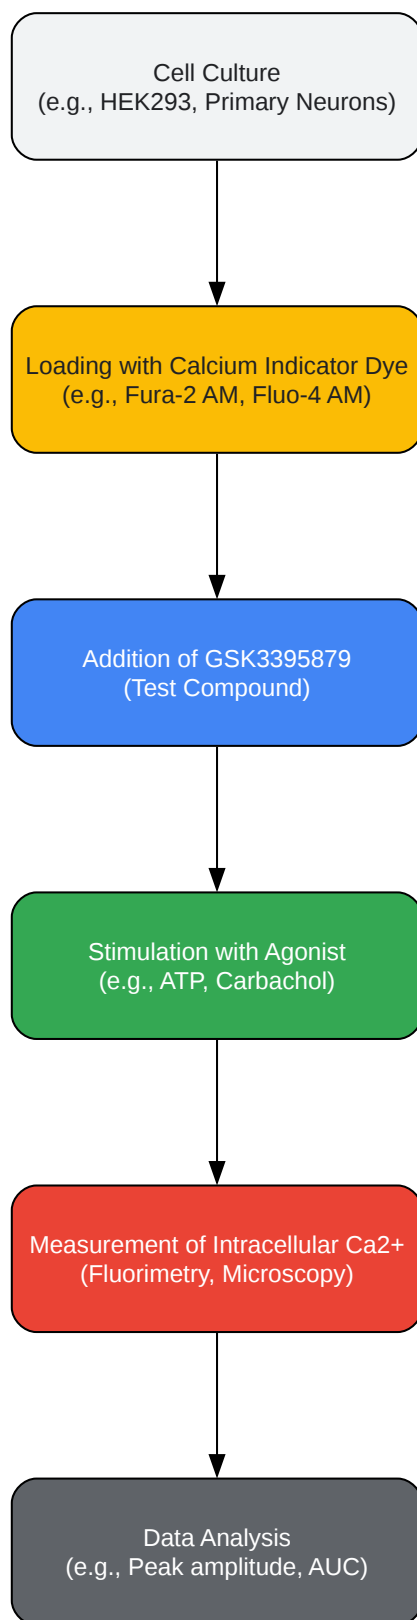 Cell Culture
(e.g., HEK293, Primary Neurons)
Loading with Calcium Indicator Dye
(e.g., Fura-2 AM, Fluo-4 AM)
Addition of GSK3395879
(Test Compound)
Stimulation with Agonist
(e.g., ATP, Carbachol)
Measurement of Intracellular Ca2+
(Fluorimetry, Microscopy)
Data Analysis
(e.g., Peak amplitude, AUC)